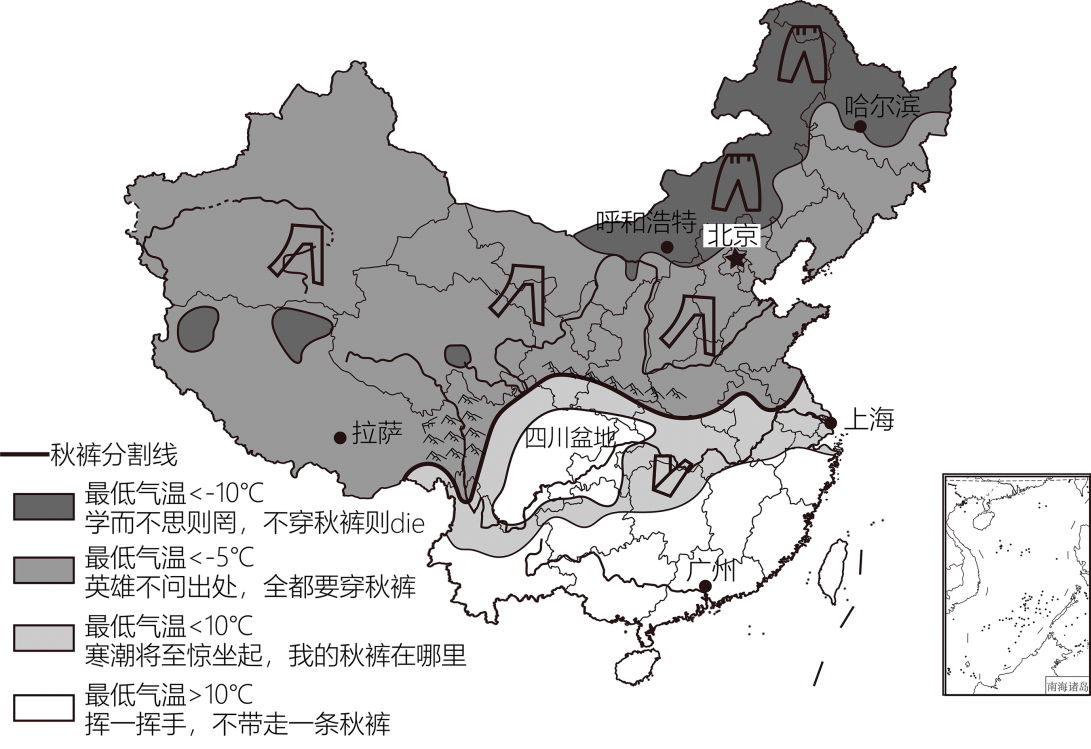 哈尔滨
呼和浩特
北京
四川盆地
上海
拉萨
秋裤分割线
最低气温<-10℃
学而不思则罔，不穿秋裤则die
最低气温<-5℃
英雄不问出处，全都要穿秋裤
最低气温<10℃
寒潮将至惊坐起，我的秋裤在哪里
最低气温>10℃
挥一挥手，不带走一条秋裤
广州
南海诸岛